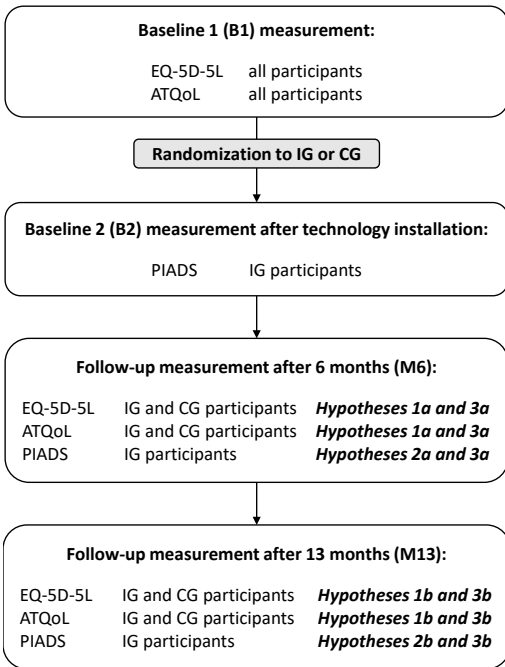 Baseline 1 (B1) measurement:
EQ-5D-5L all participants
ATQoL all participants
Randomization to IG or CG
Baseline 2 (B2) measurement after technology installation:
PIADS IG participants
Follow-up measurement after 6 months (M6):
EQ-5D-5L IG and CG participants Hypotheses 1a and 3a
ATQoL IG and CG participants Hypotheses 1a and 3a
PIADS IG participants Hypotheses 2a and 3a
Follow-up measurement after 13 months (M13):
EQ-5D-5L IG and CG participants Hypotheses 1b and 3b
ATQoL IG and CG participants Hypotheses 1b and 3b
PIADS IG participants Hypotheses 2b and 3b